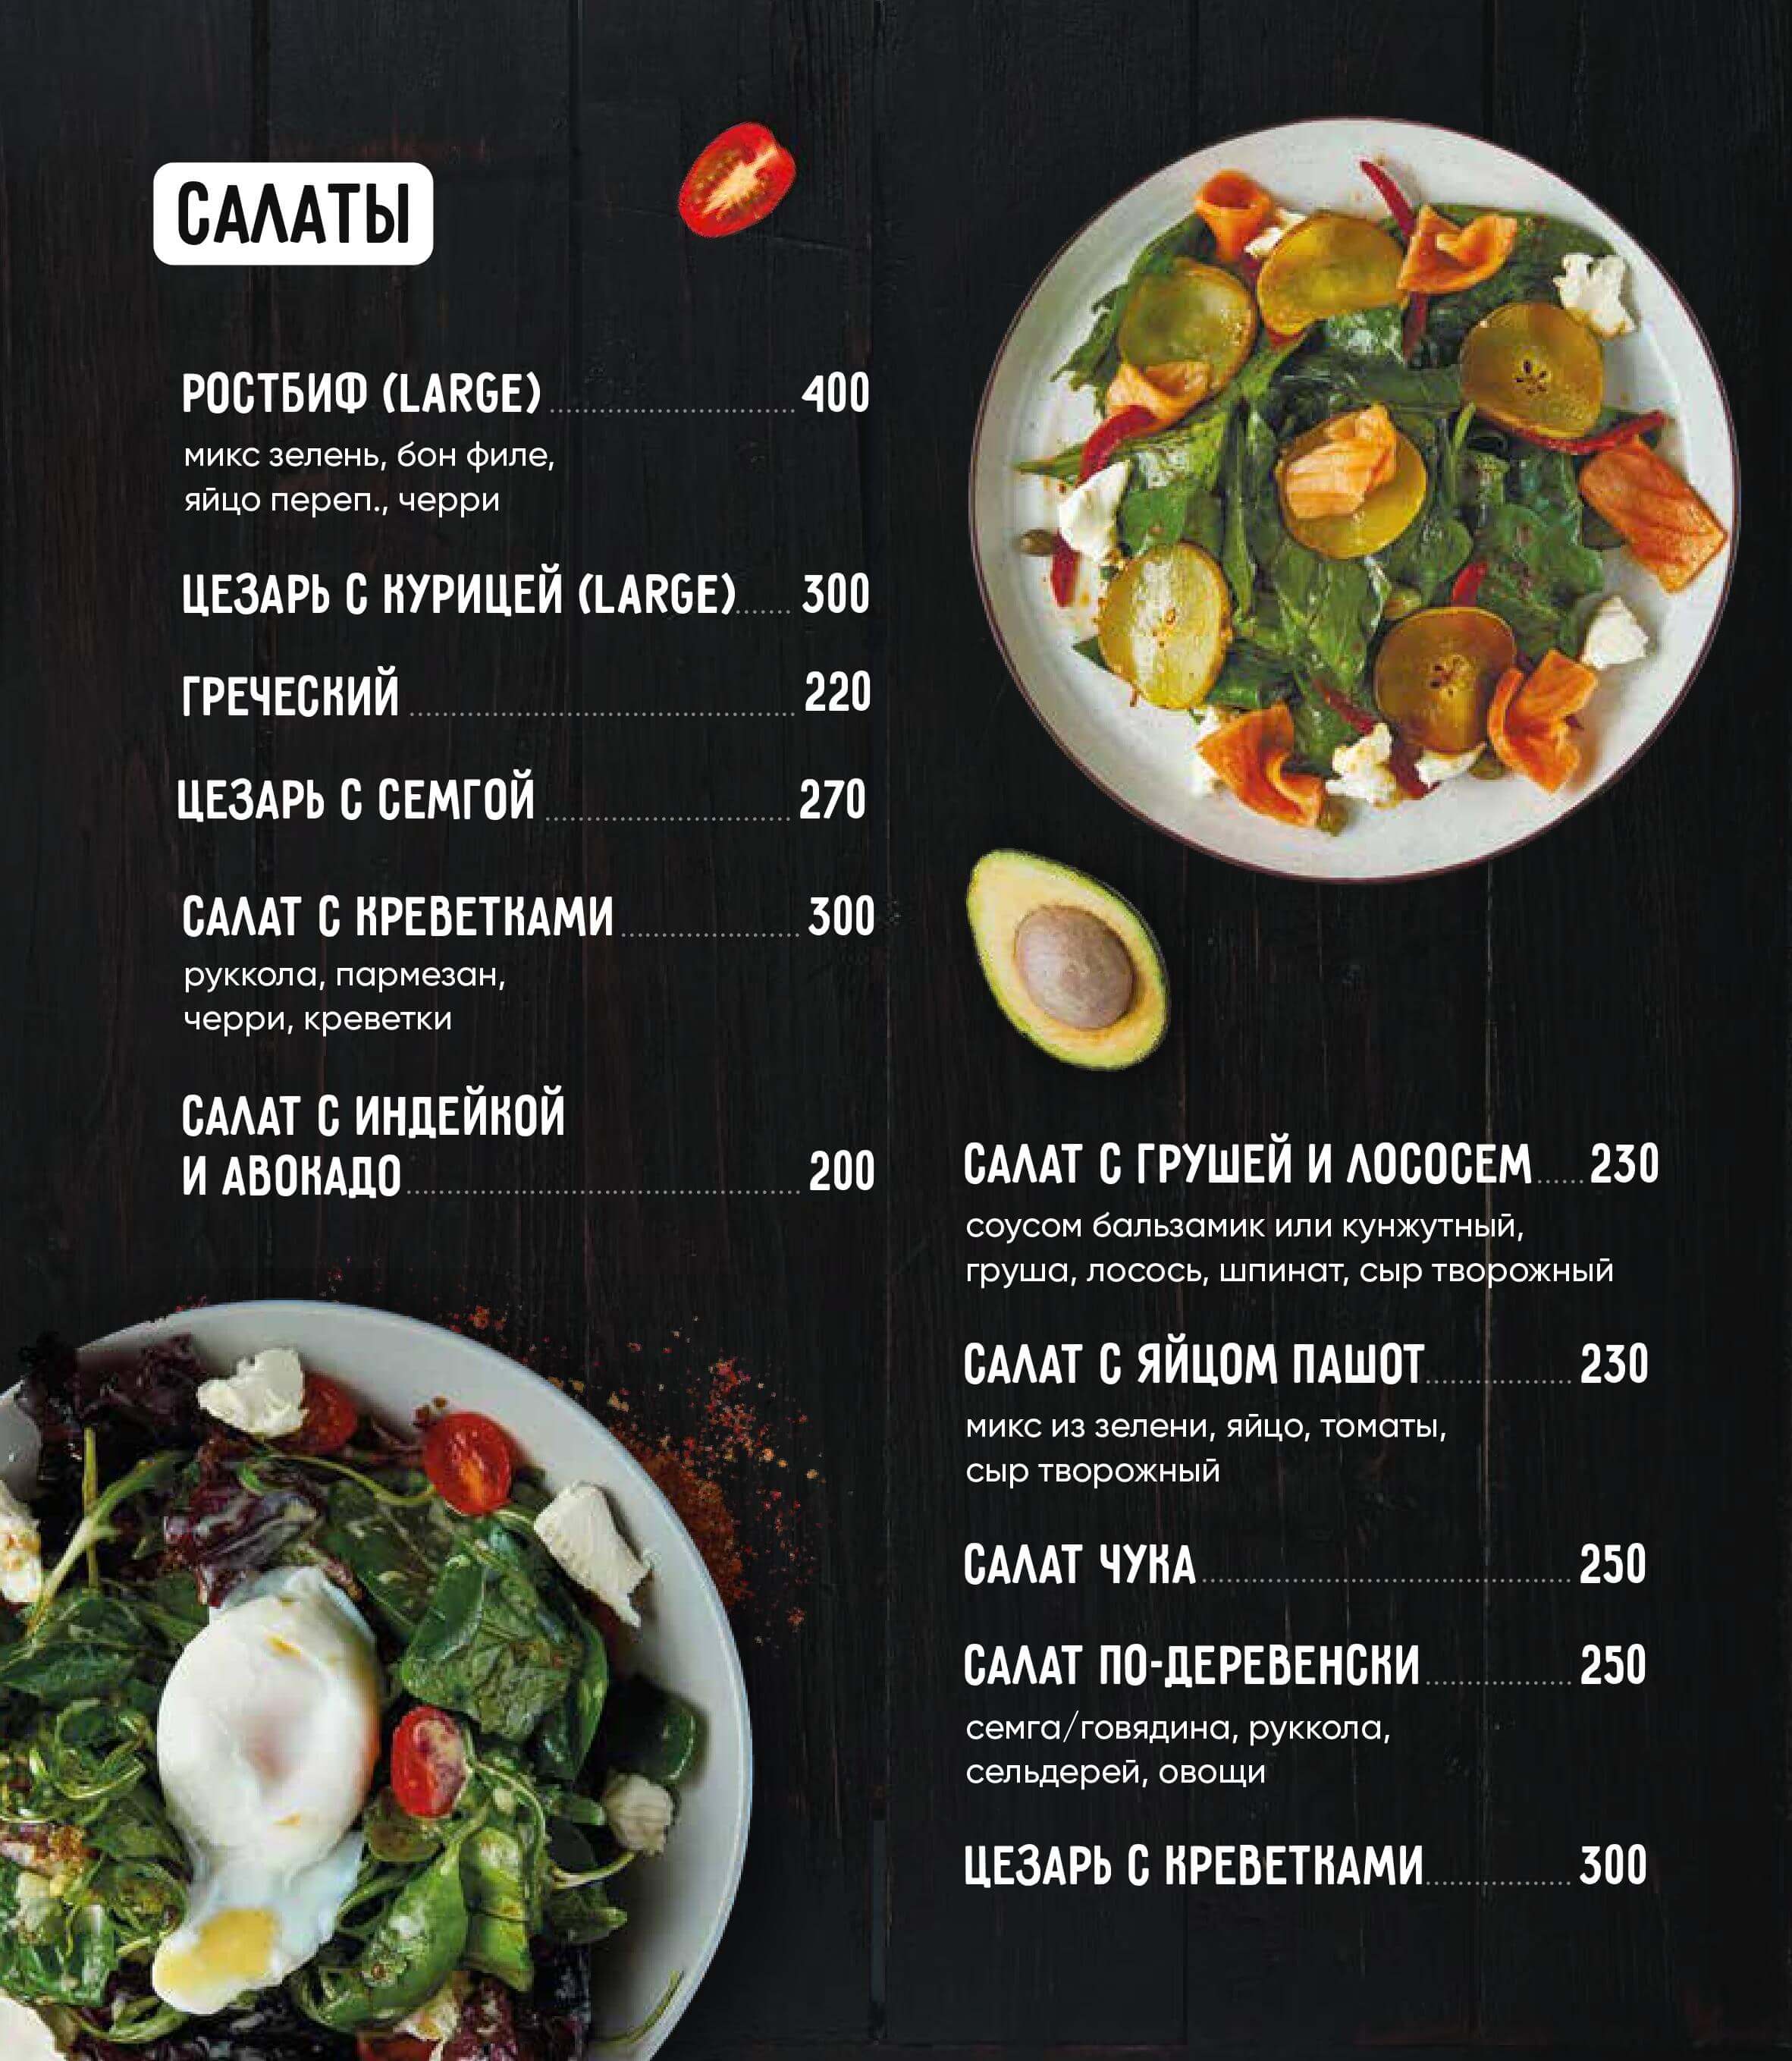 САЛАТЫ
РОСТБИФ (LARGE) 400
микс зелень, бон филе,
яйцо переп., черри
ЦЕЗАРЬ С КУРИЦЕЙ (LARGE) 300
ГРЕЧЕСКИЙ 220
ЦЕЗАРЬ С СЕМГОЙ 270
САЛАТ С КРЕВЕТКАМИ 300
руккола, пармезан,
черри, креветки
САЛАТ С ИНДЕЙКОЙ
И АВОКАДО 200
САЛАТ С ГРУШЕЙ И ЛОСОСЕМ 230
соусом бальзамик или кунжутный,
груша, лосось, шпинат, сыр творожный
САЛАТ С ЯЙЦОМ ПАШОТ 230
микс из зелени, яйцо, томаты,
сыр творожный
САЛАТ ЧУКА 250
САЛАТ ПО-ДЕРЕВЕНСКИ 250
семга/говядина, руккола,
сельдерей, овощи
ЦЕЗАРЬ С КРЕВЕТКАМИ 300